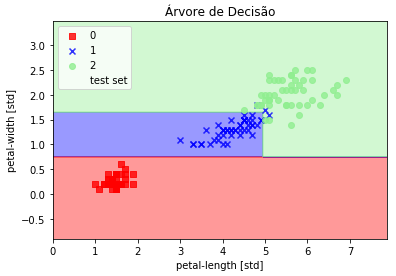 Árvore de Decisão
0
1
2
test set
petal-width [std]
3.5
3.0
2.5
2.0
1.5
1.0
0.5
0.0
−0.5
0 1 2 3 4 5 6 7
petal-length [std]